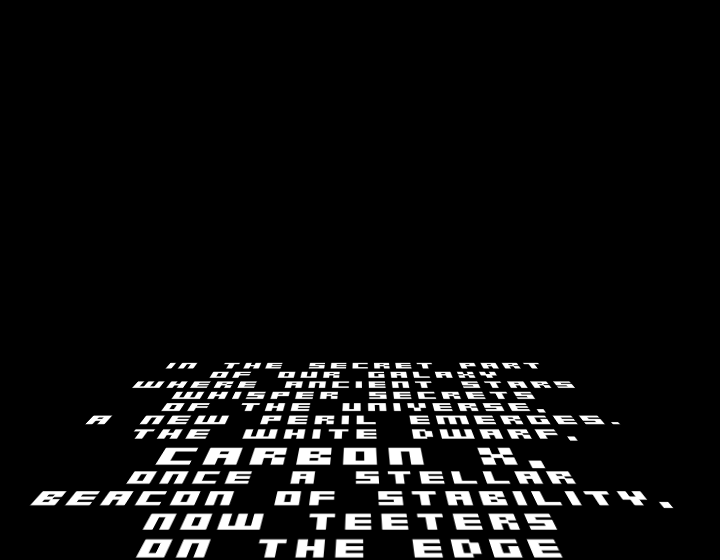 IN THE SECRET PART
OF OUR GALAXY
WHERE ANCIENT STARS
WHISPER SECRETS
OF THE UNIVERSE,
A NEW PERIL EMERGES.
THE WHITE DWARF,
CARBON X,
ONCE A STELLAR
BEACON OF STABILITY,
NOW TEETERS
ON THE EDGE